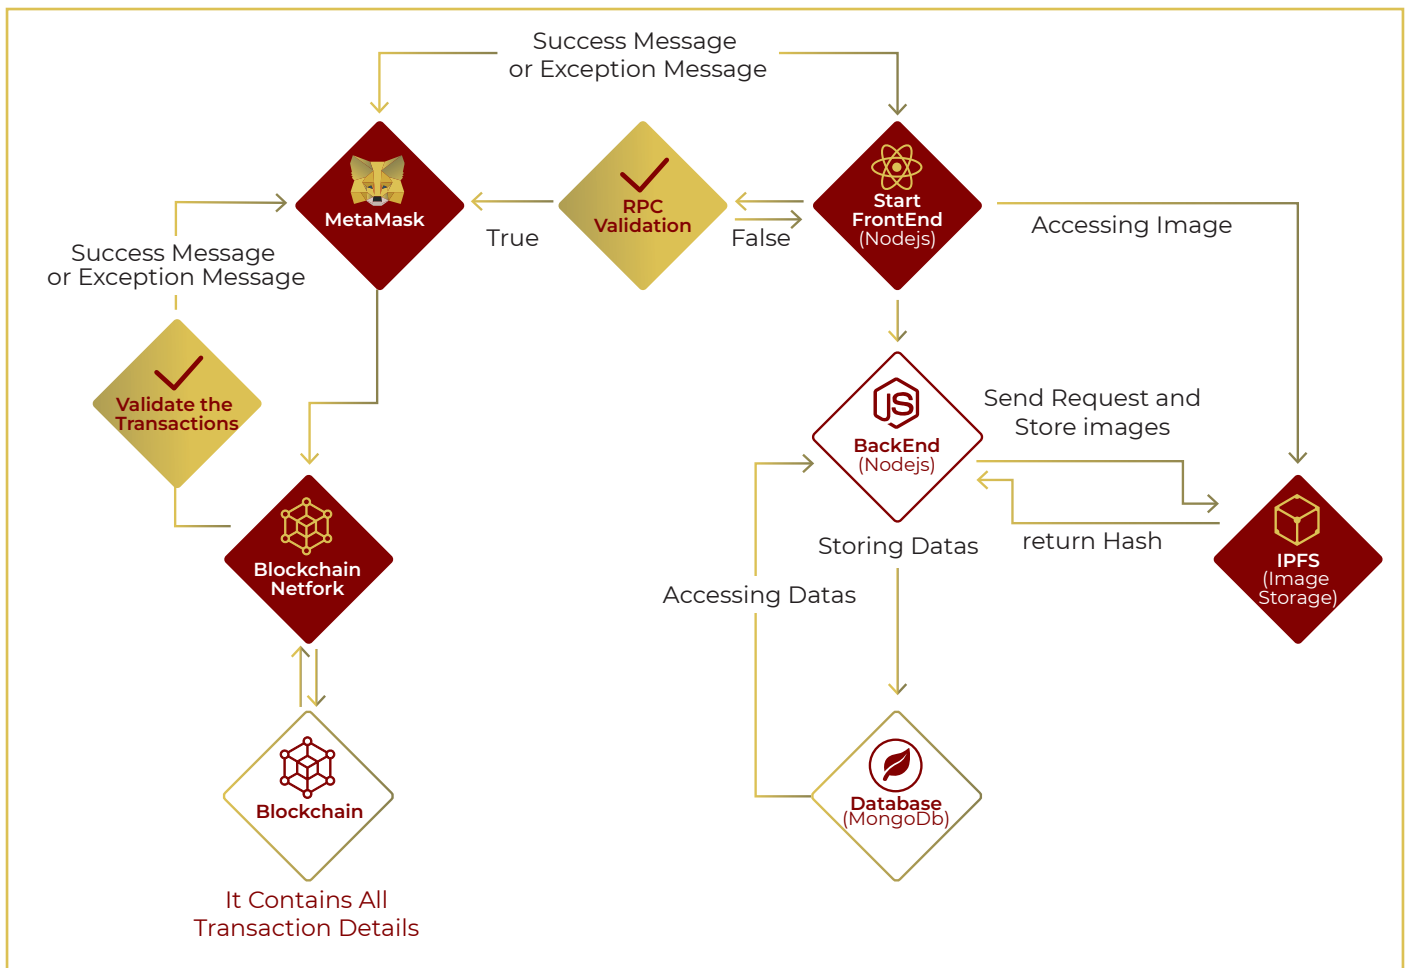 Success Message
or Exception Message
MetaMask
RPC
Validation
Start
FrontEnd
(Nodejs)
True
False
Accessing Image
Success Message
or Exception Message
Validate the
Transactions
BackEnd
(Nodejs)
Send Request and
Store images
return Hash
Storing Datas
Accessing Datas
Blockchain
Netfork
IPFS
(Image
Storage)
Blockchain
Database
(MongoDb)
It Contains All
Transaction Details